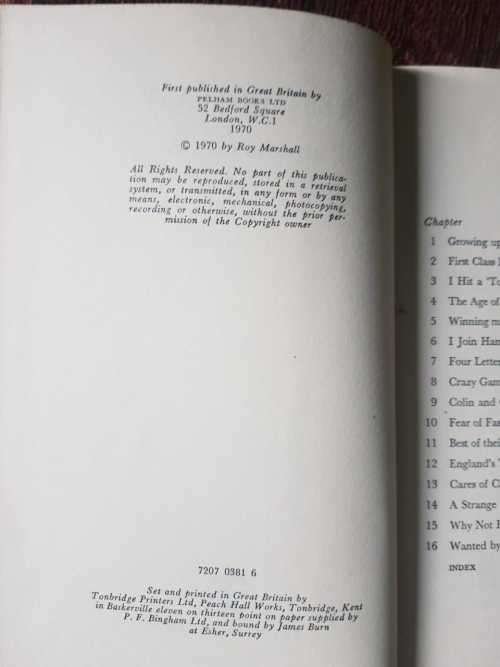 First published in Great Britain by
PELHAM BOOKS LTD
52 Bedford Square
London, W.C.1
1970
© 1970 by Roy Marshall
All Rights Reserved. No part of this publica-
tion may be reproduced, stored in a retrieval
system, or transmitted, in any form or by any
means, electronic, mechanical, photocopying,
recording or otherwise, without the prior per-
mission of the Copyright owner
7207 0381 6
Set and printed in Great Britain by
Tonbridge Printers Ltd, Peach Hall Works, Tonbridge, Kent
in Baskerville eleven on thirteen point on paper supplied by
P. F. Bingham Ltd, and bound by James Burn
at Esher, Surrey
Chapter
1 Growing up
2 First Class
3 I Hit a 'To
4 The Age of
5 Winning m
6 I Join Ham
7 Four Letter
8 Crazy Gam
9 Colin and
10 Fear of Fas
11 Best of thei
12 England's
13 Cares of C
14 A Strange
15 Why Not
16 Wanted by
INDEX